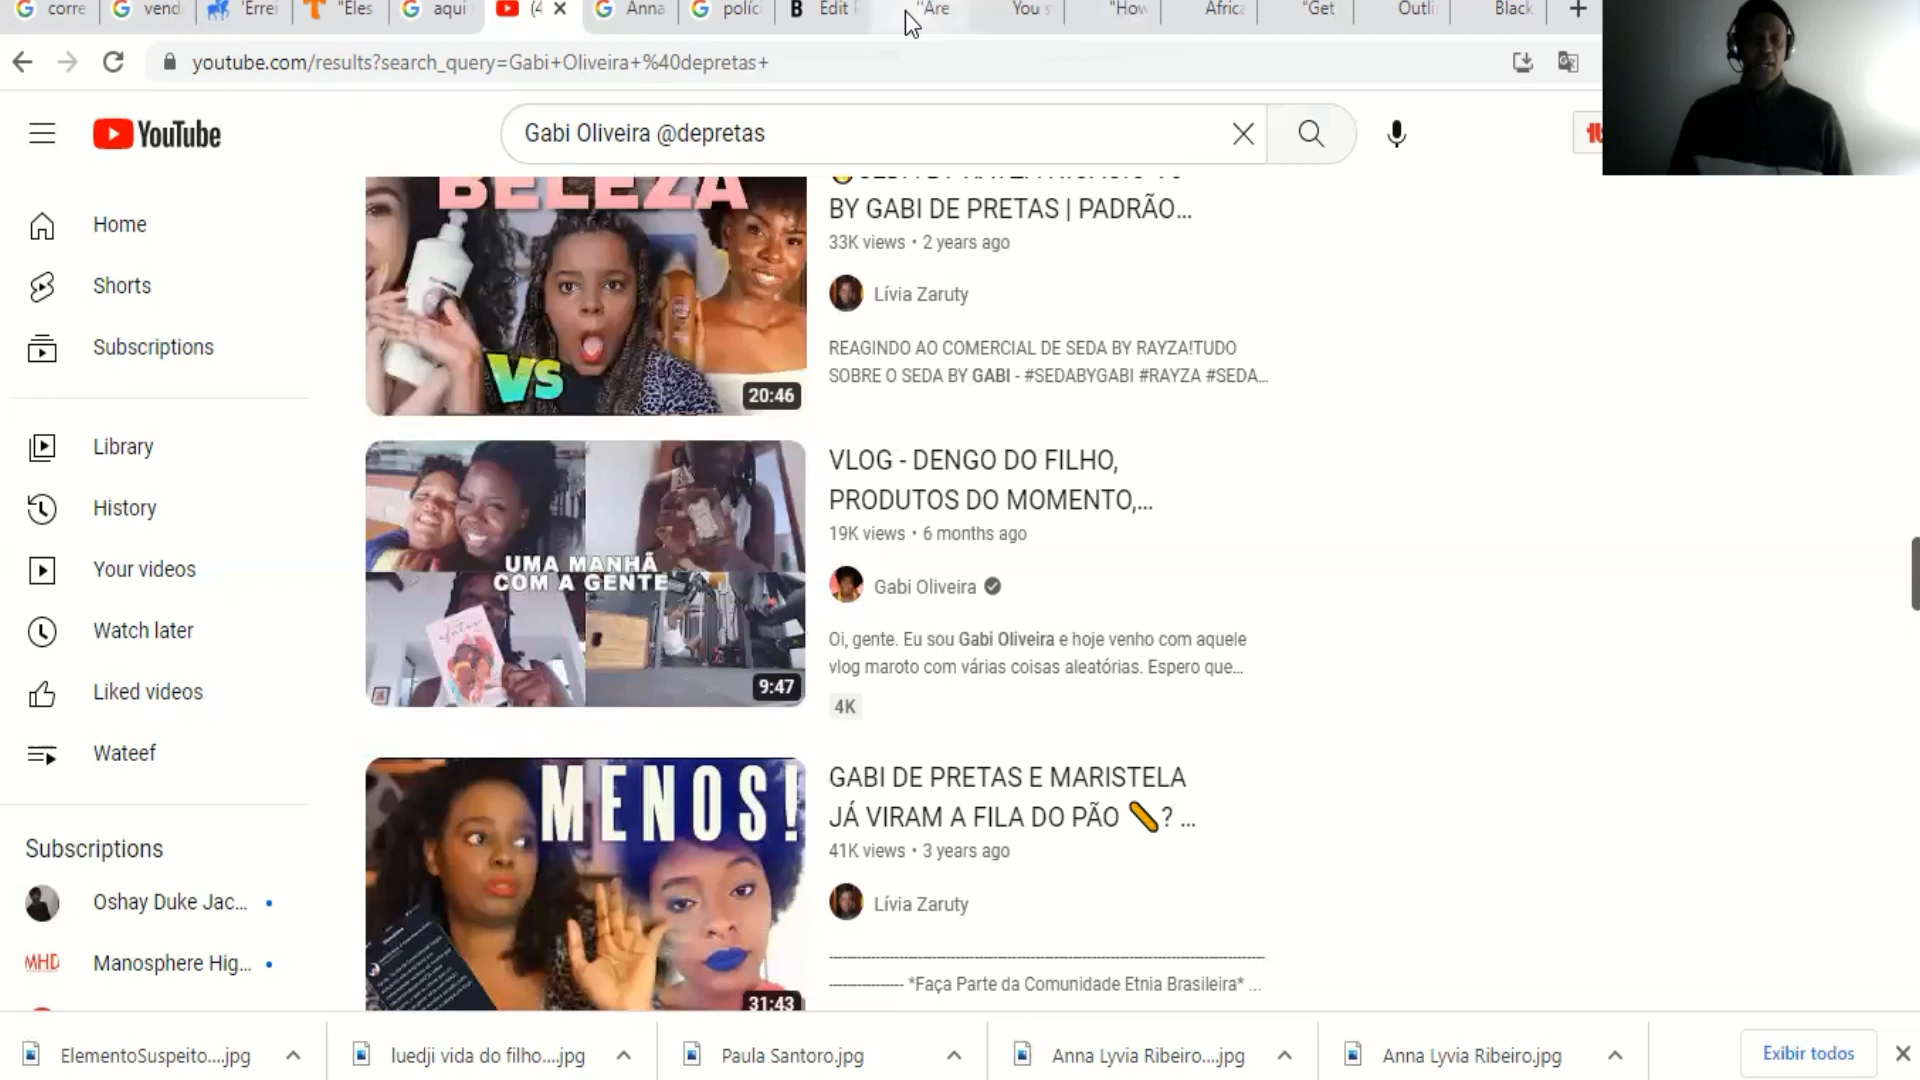 corre
vend
'Errei
"Eles
aqui
(4
Anna
políc
Edit
"Are
You s
"How
Africa
"Get
Outli
Black
youtube.com/results?search_query=Gabi+Oliveira+%40depretas+
YouTube
Gabi Oliveira @depretas
Home
Shorts
Subscriptions
Library
History
Your videos
Watch later
Liked videos
Wateef
Subscriptions
Oshay Duke Jac...
Manosphere Hig...
MHD
BELEZA
VS
20:46
BY GABI DE PRETAS | PADRÃO...
33K views • 2 years ago
Lívia Zaruty
REAGINDO AO COMERCIAL DE SEDA BY RAYZA!TUDO
SOBRE O SEDA BY GABI - #SEDABYGABI #RAYZA #SEDA...
UMA MANHÃ
COM A GENTE
9:47
VLOG - DENGO DO FILHO,
PRODUTOS DO MOMENTO,...
19K views • 6 months ago
Gabi Oliveira
Oi, gente. Eu sou Gabi Oliveira e hoje venho com aquele
vlog maroto com várias coisas aleatórias. Espero que...
4K
MENOS!
31:43
GABI DE PRETAS E MARISTELA
JÁ VIRAM A FILA DO PÃO 🥖? ...
41K views • 3 years ago
Lívia Zaruty
*Faça Parte da Comunidade Etnia Brasileira* ...
ElementoSuspeito....jpg
luedji vida do filho....jpg
Paula Santoro.jpg
Anna Lyvia Ribeiro....jpg
Anna Lyvia Ribeiro.jpg
Exibir todos